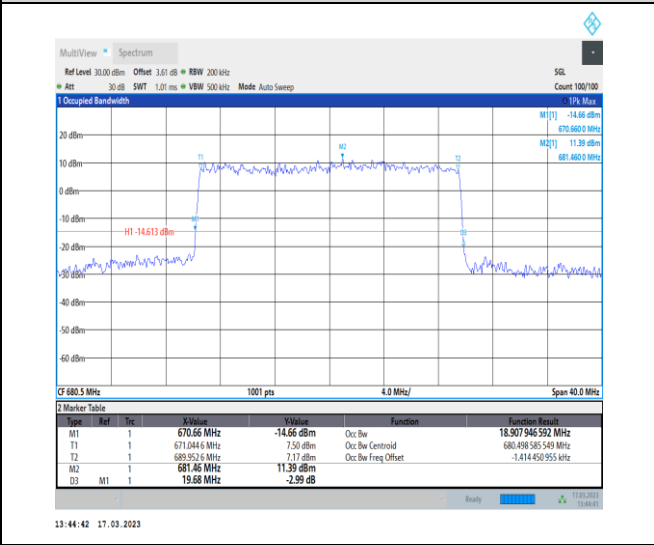 MultiView Spectrum
Ref Level 30.00 dBm Offset 3.61 dB RBW 200 kHz SGL
Att 30 dB SWT 1.01 ms VBW 500 kHz Mode Auto Sweep Count 100/100
1 Occupied Bandwidth 1Pk Max
M1[1] -14.66 dBm
670.6600 MHz
M2[1] 11.39 dBm
681.4600 MHz
20 dBm
M2
T1
10 dBm
0 dBm
-10 dBm
M1
H1 -14.613 dBm
D3
-20 dBm
-30 dBm
-40 dBm
-50 dBm
-60 dBm
CF 680.5 MHz 1001 pts 4.0 MHz/ Span 40.0 MHz
2 Marker Table
Type Ref Trc X-Value Y-Value Function Function Result
M1 1 670.66 MHz -14.66 dBm Occ Bw 18.907 946 592 MHz
T1 1 671.044 6 MHz 7.50 dBm Occ Bw Centroid 680.498 585 549 MHz
T2 1 689.952 6 MHz 7.17 dBm Occ Bw Freq Offset -1.414 450 955 kHz
M2 1 681.46 MHz 11.39 dBm
D3 M1 1 19.68 MHz -2.99 dB
Ready 17.03.2023
13:44:41
13:44:42 17.03.2023